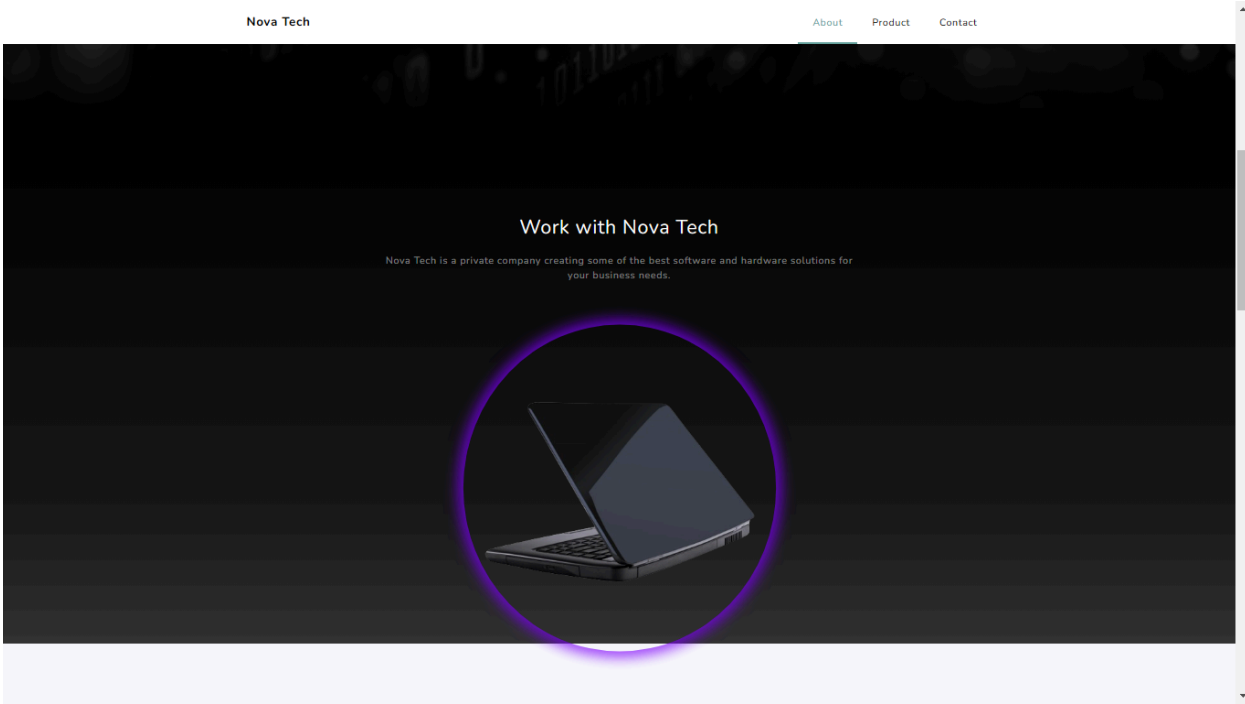 Nova Tech
About
Product
Contact
Work with Nova Tech
Nova Tech is a private company creating some of the best software and hardware solutions for
your business needs.